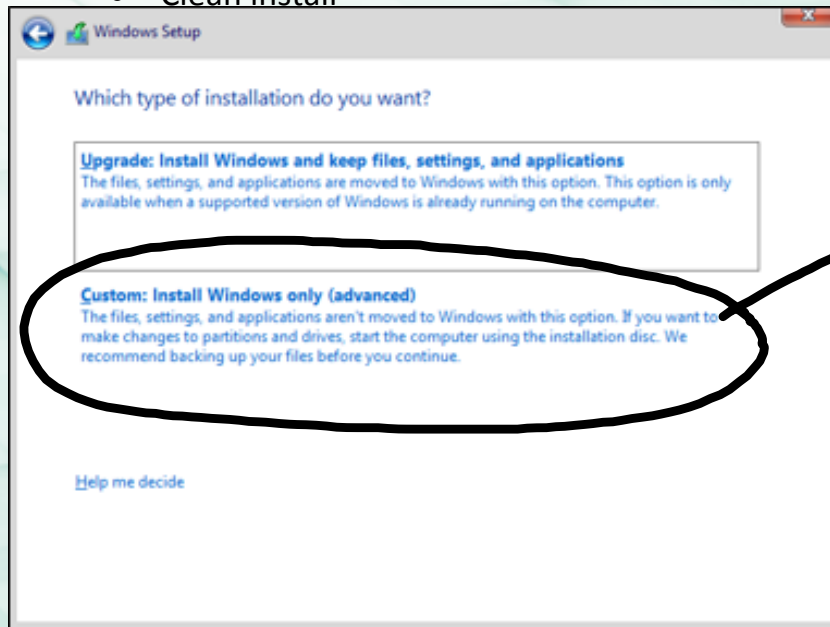 • Clean install
Windows Setup
Which type of installation do you want?
Upgrade: Install Windows and keep files, settings, and applications
The files, settings, and applications are moved to Windows with this option. This option is only
available when a supported version of Windows is already running on the computer.
Custom: Install Windows only (advanced)
The files, settings, and applications aren't moved to Windows with this option. If you want to
make changes to partitions and drives, start the computer using the installation disc. We
recommend backing up your files before you continue.
Help me decide